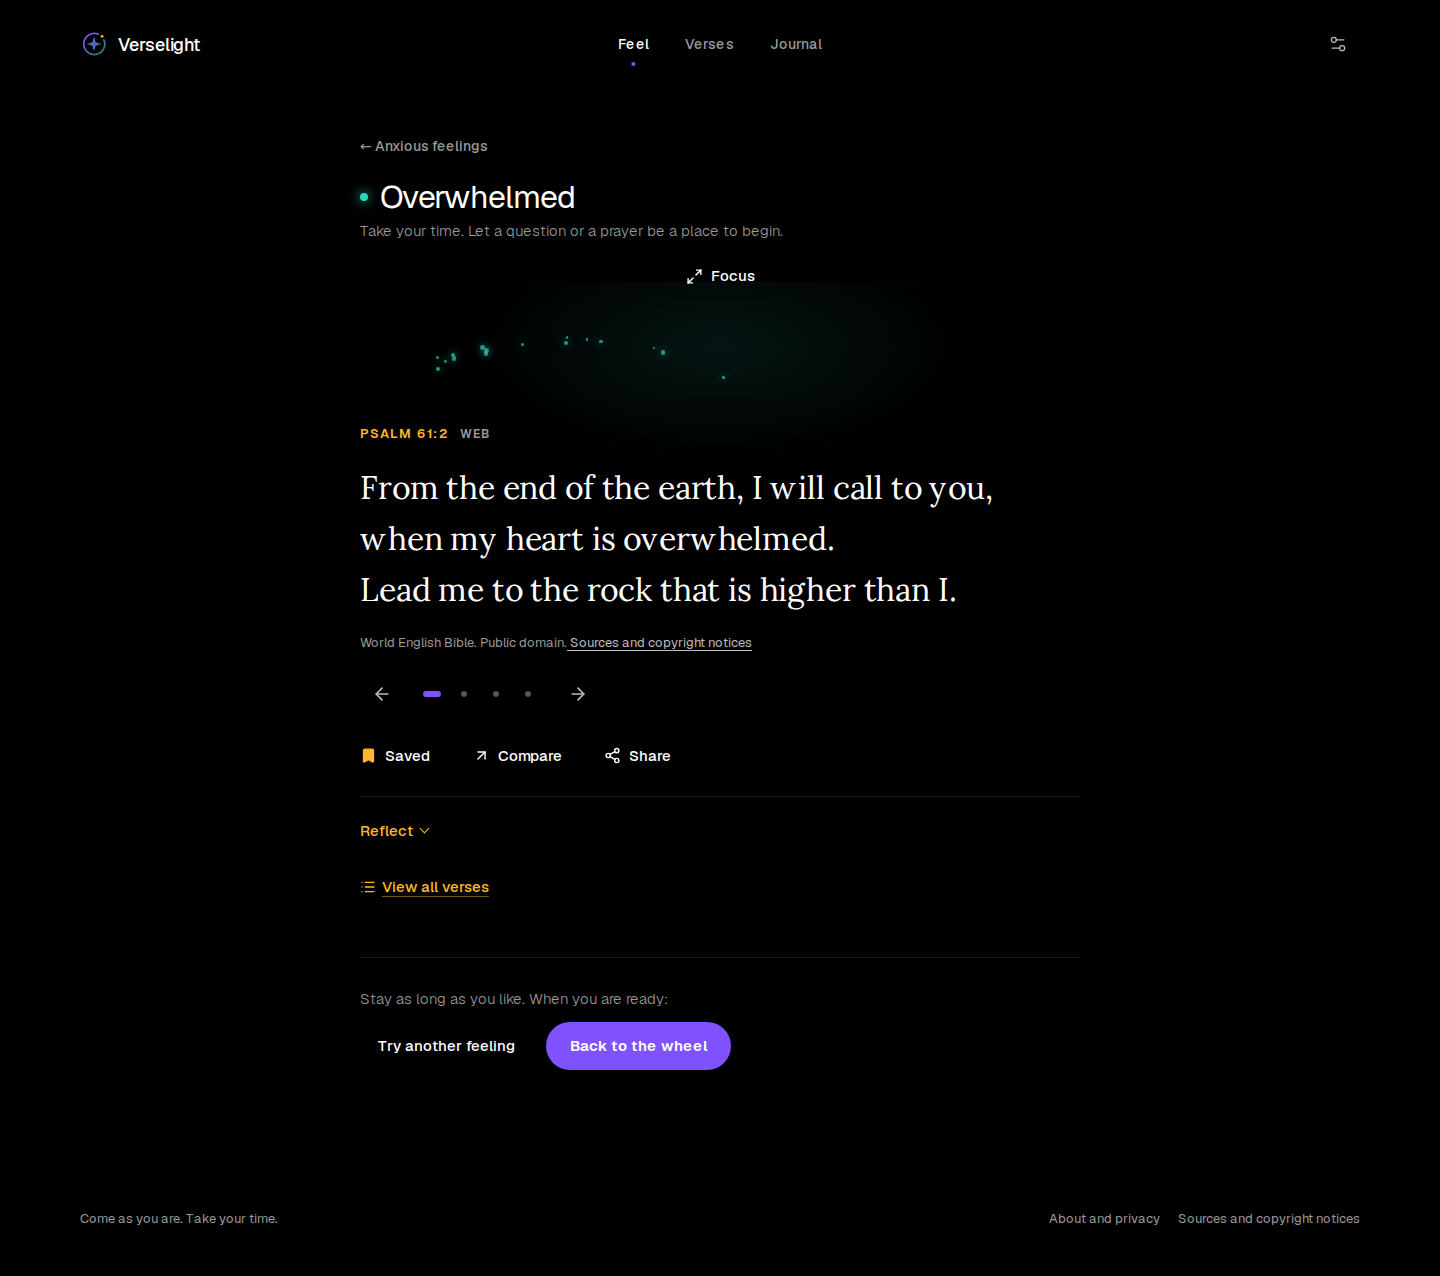 Verselight
Feel Verses Journal
← Anxious feelings
Overwhelmed
Take your time. Let a question or a prayer be a place to begin.
Focus
PSALM 61:2 WEB
From the end of the earth, I will call to you,
when my heart is overwhelmed.
Lead me to the rock that is higher than I.
World English Bible. Public domain. Sources and copyright notices
Saved Compare Share
Reflect
View all verses
Stay as long as you like. When you are ready:
Try another feeling Back to the wheel
Come as you are. Take your time. About and privacy Sources and copyright notices